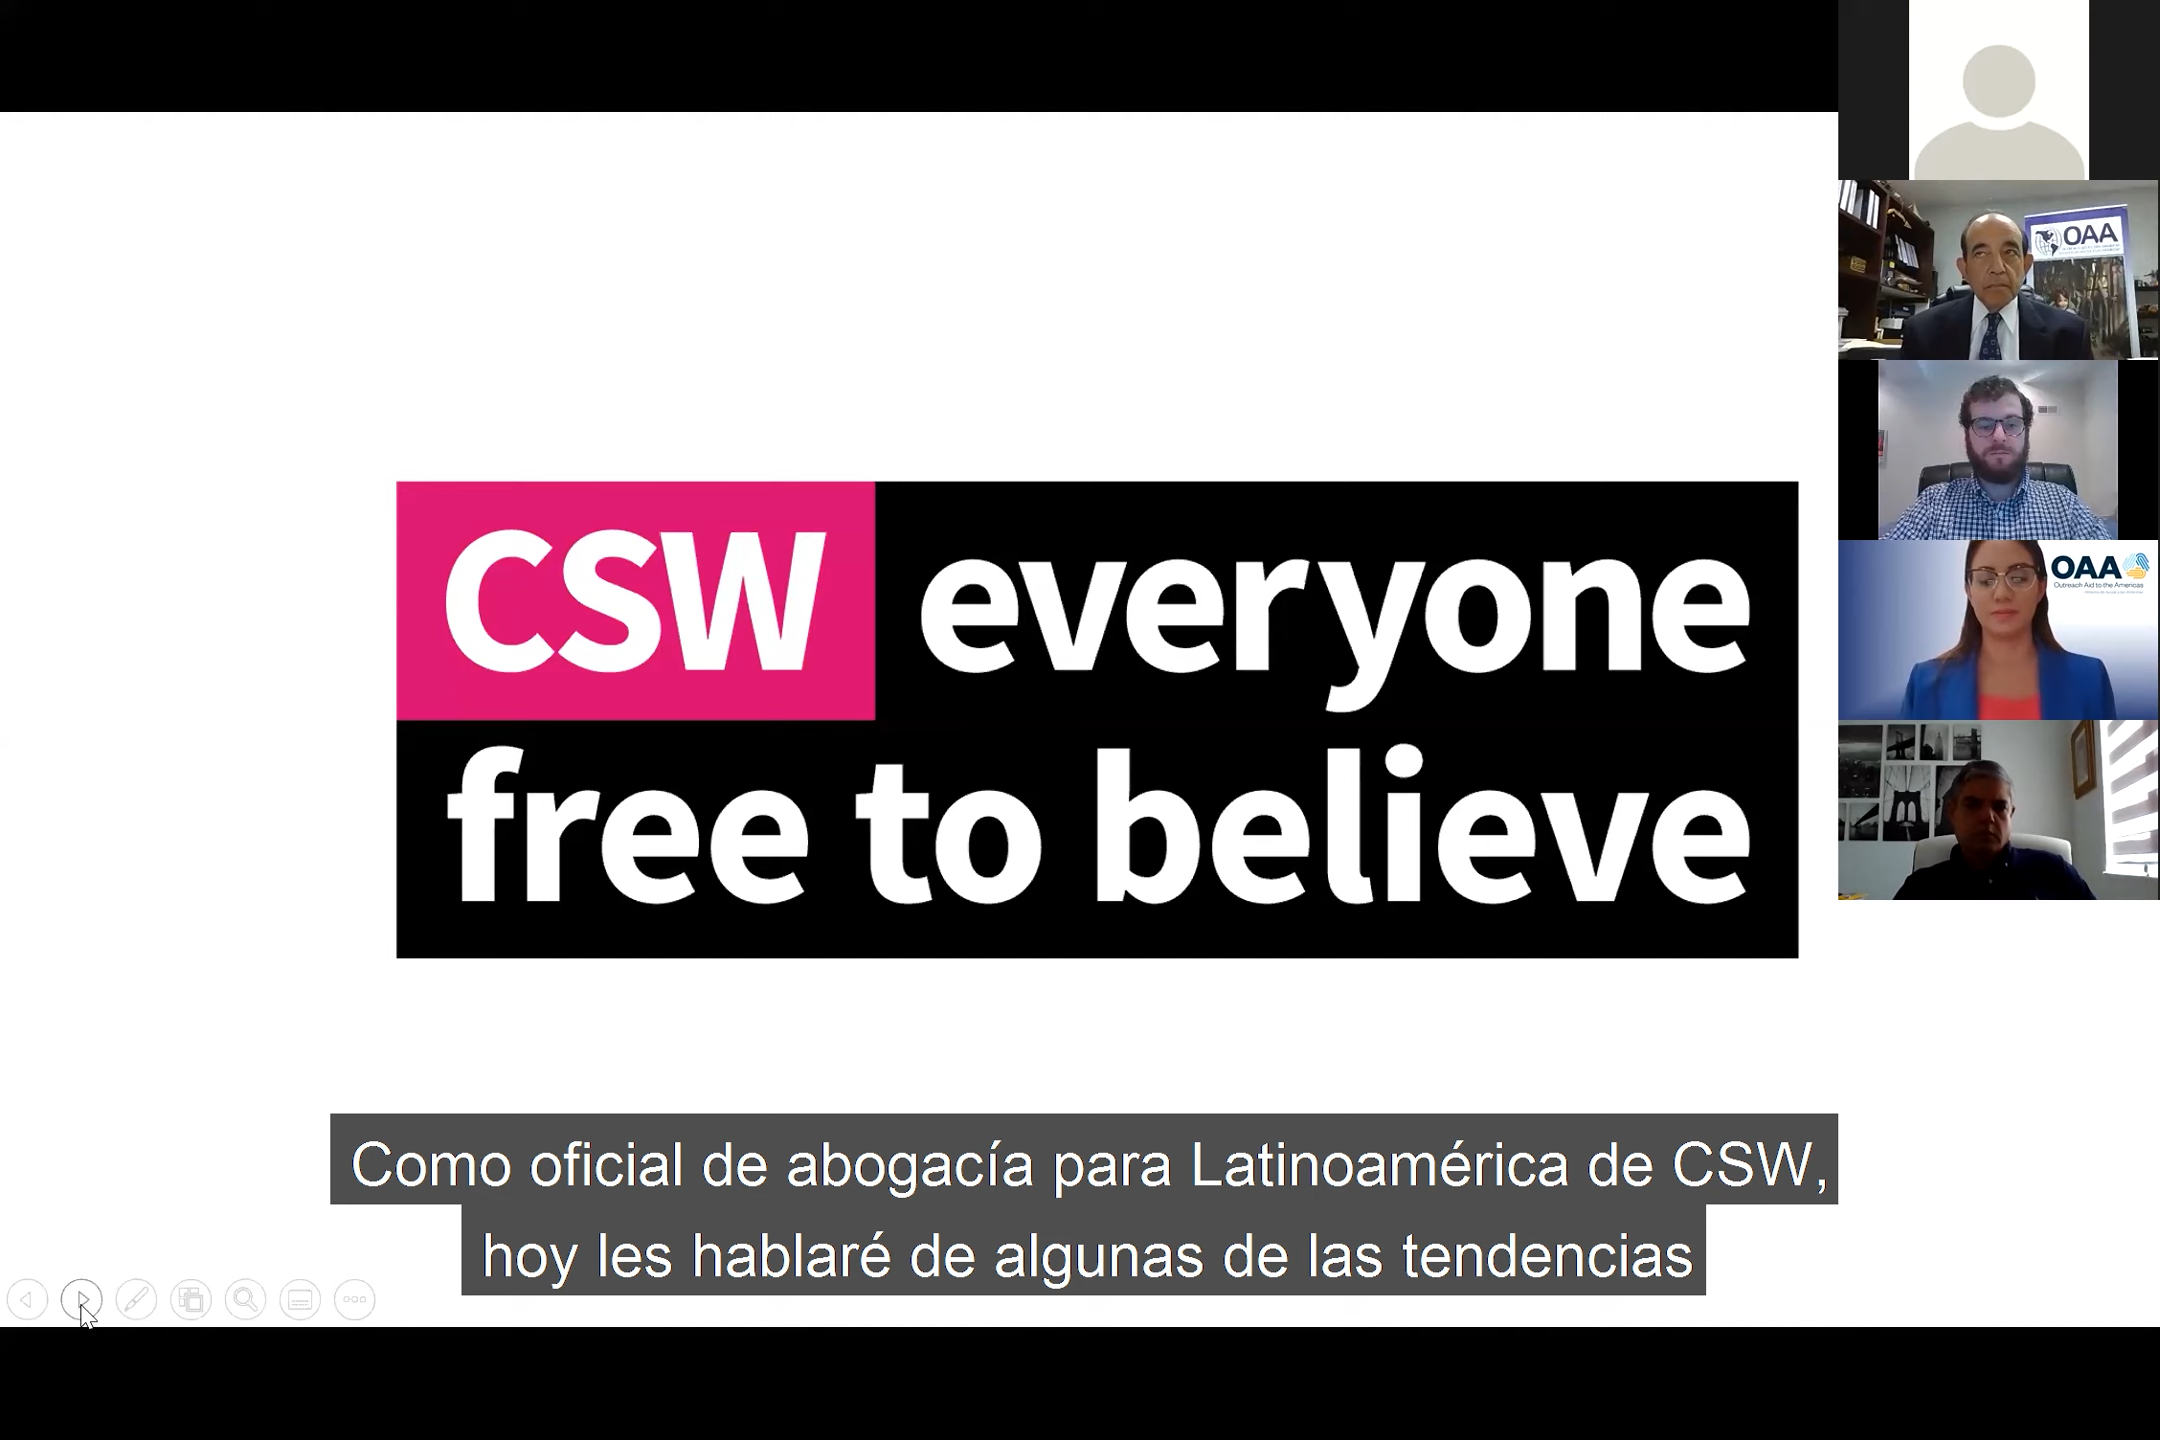 CSW everyone
free to believe
OAA
OAA
Outreach Aid to the Americas
Como oficial de abogacía para Latinoamérica de CSW,
hoy les hablaré de algunas de las tendencias